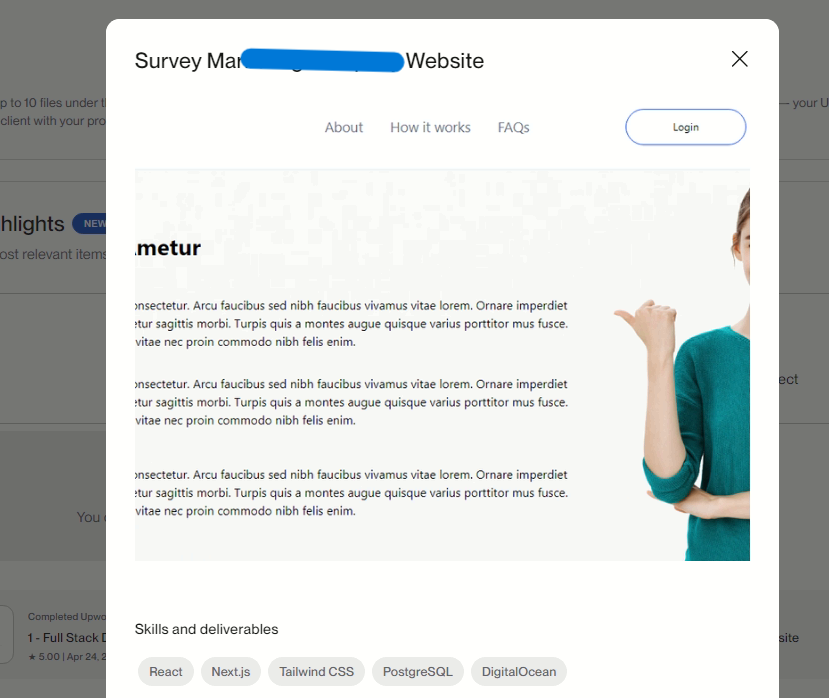 Survey Mar Website
p to 10 files under
— your U
client with your pro
About How it works FAQs Login
hlights NEW
ost relevant items
metur
onsectetur. Arcu faucibus sed nibh faucibus vivamus vitae lorem. Ornare imperdiet
etur sagittis morbi. Turpis quis a montes augue quisque varius porttitor mus fusce.
vitae nec proin commodo nibh felis enim.
onsectetur. Arcu faucibus sed nibh faucibus vivamus vitae lorem. Ornare imperdiet
etur sagittis morbi. Turpis quis a montes augue quisque varius porttitor mus fusce.
vitae nec proin commodo nibh felis enim.
onsectetur. Arcu faucibus sed nibh faucibus vivamus vitae lorem. Ornare imperdiet
etur sagittis morbi. Turpis quis a montes augue quisque varius porttitor mus fusce.
vitae nec proin commodo nibh felis enim.
ect
You
Completed Upwo
1 - Full Stack D
site
★ 5.00 | Apr 24, 2
Skills and deliverables
React Next.js Tailwind CSS PostgreSQL DigitalOcean